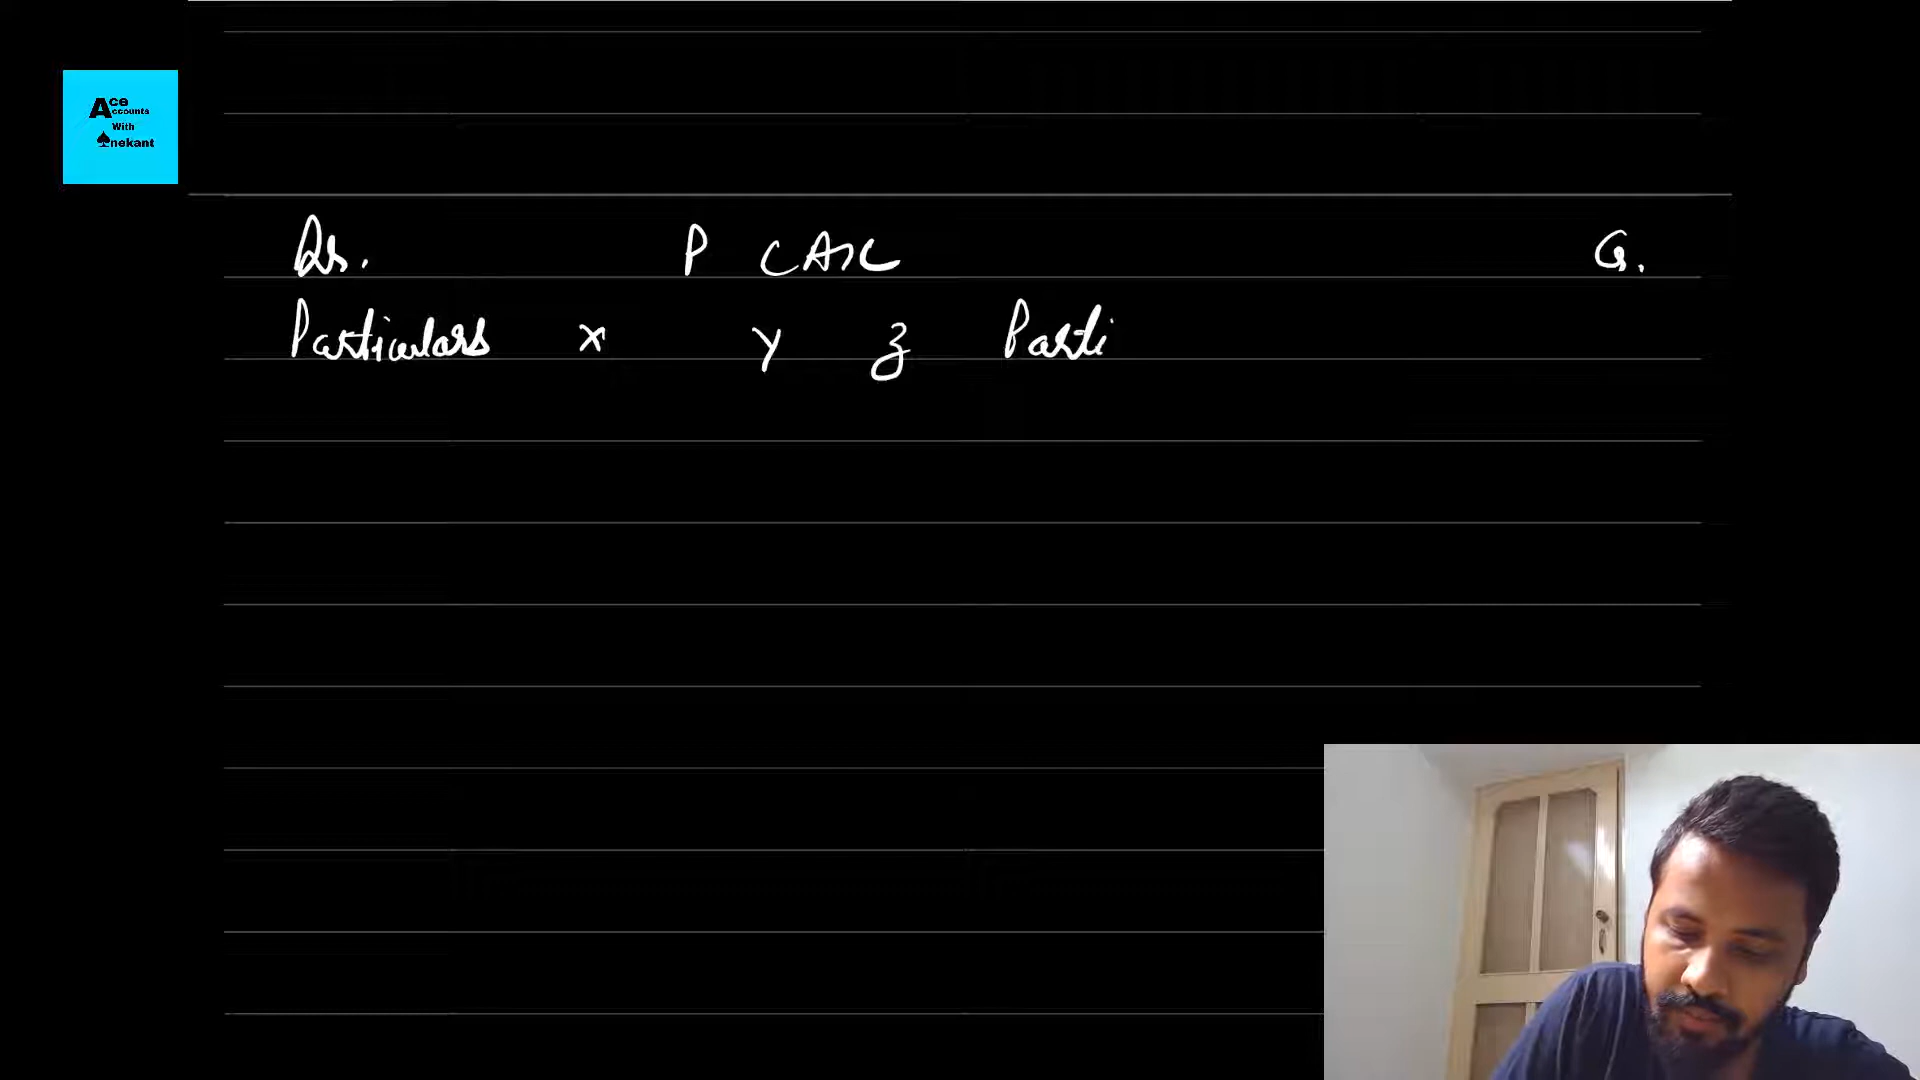 Ace
Accounts
With
Anekant
Dr. P CA/C Cr.
Particulars x y z Parti